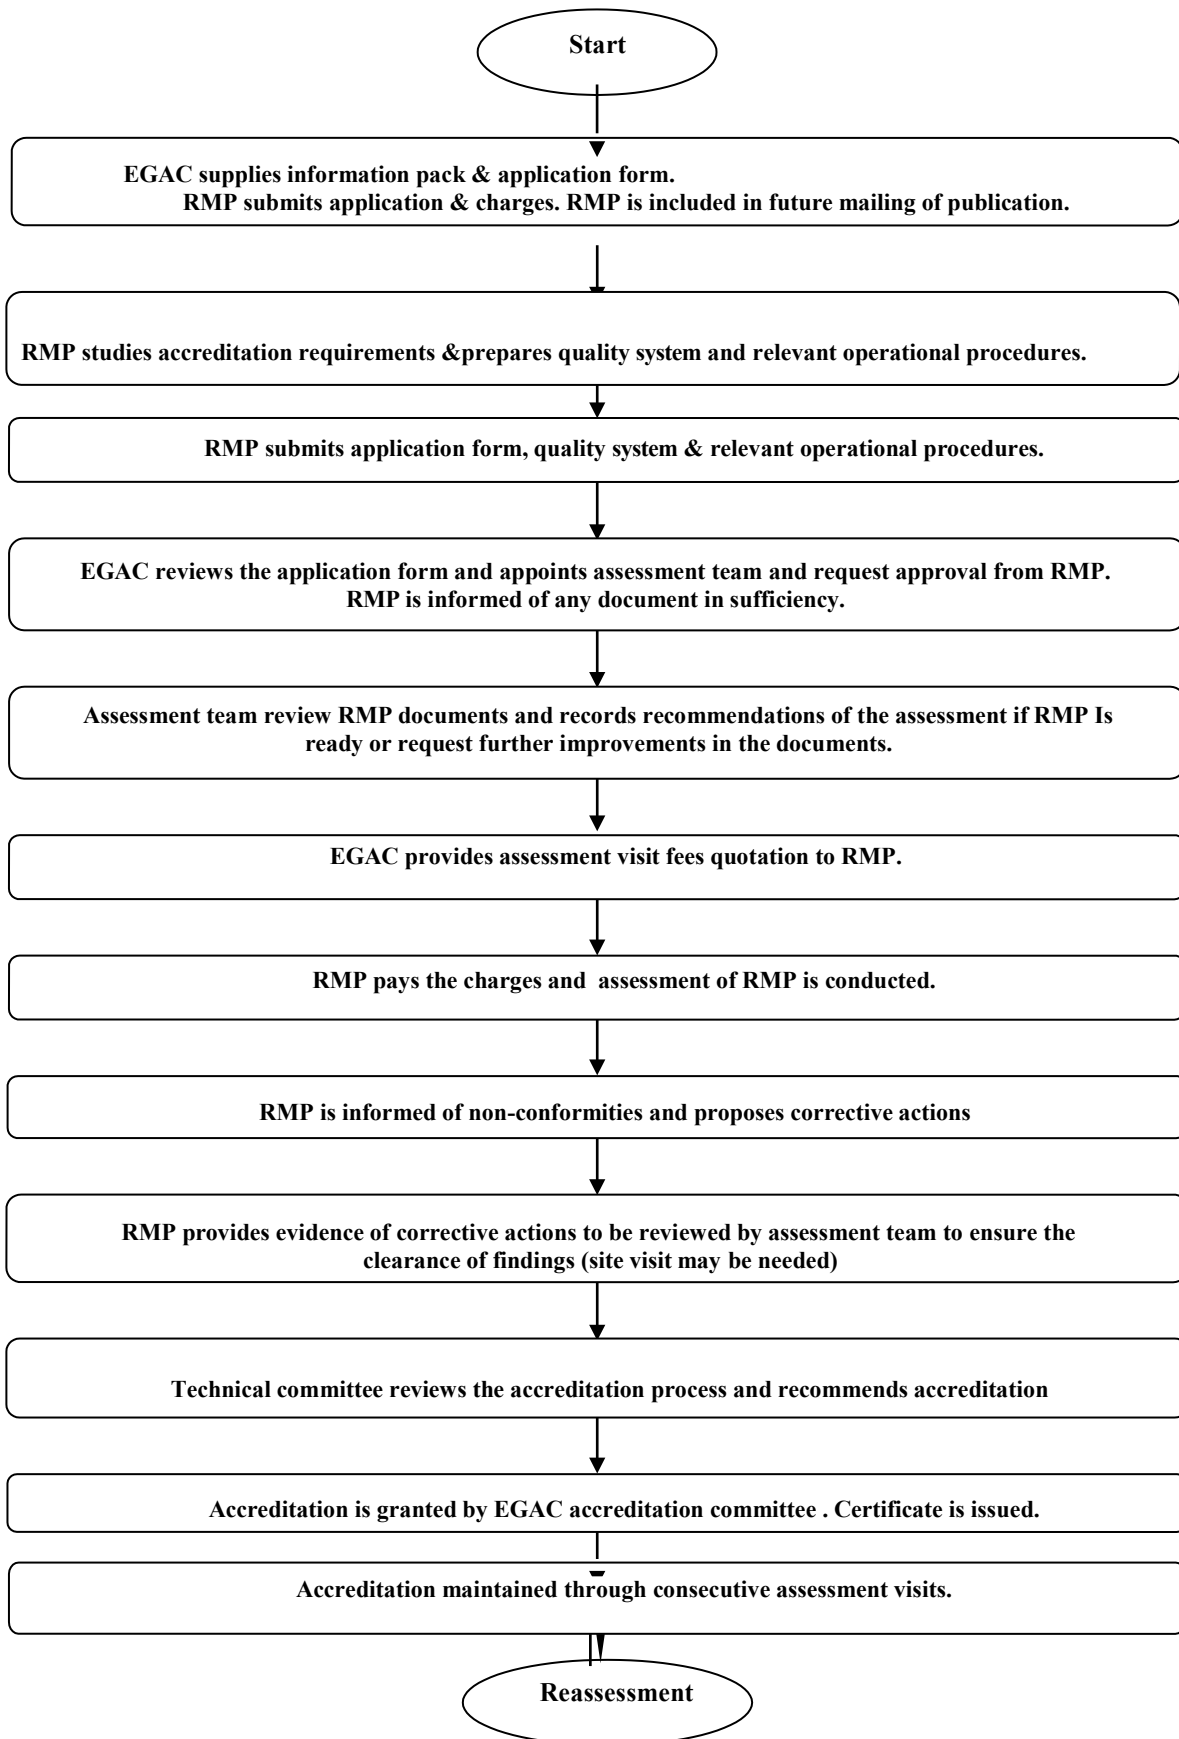 Start
EGAC supplies information pack & application form.
RMP submits application & charges. RMP is included in future mailing of publication.
RMP studies accreditation requirements &prepares quality system and relevant operational procedures.
RMP submits application form, quality system & relevant operational procedures.
EGAC reviews the application form and appoints assessment team and request approval from RMP.
RMP is informed of any document in sufficiency.
Assessment team review RMP documents and records recommendations of the assessment if RMP Is
ready or request further improvements in the documents.
EGAC provides assessment visit fees quotation to RMP.
RMP pays the charges and  assessment of RMP is conducted.
RMP is informed of non-conformities and proposes corrective actions
RMP provides evidence of corrective actions to be reviewed by assessment team to ensure the
clearance of findings (site visit may be needed)
Technical committee reviews the accreditation process and recommends accreditation
Accreditation is granted by EGAC accreditation committee . Certificate is issued.
Accreditation maintained through consecutive assessment visits.
Reassessment